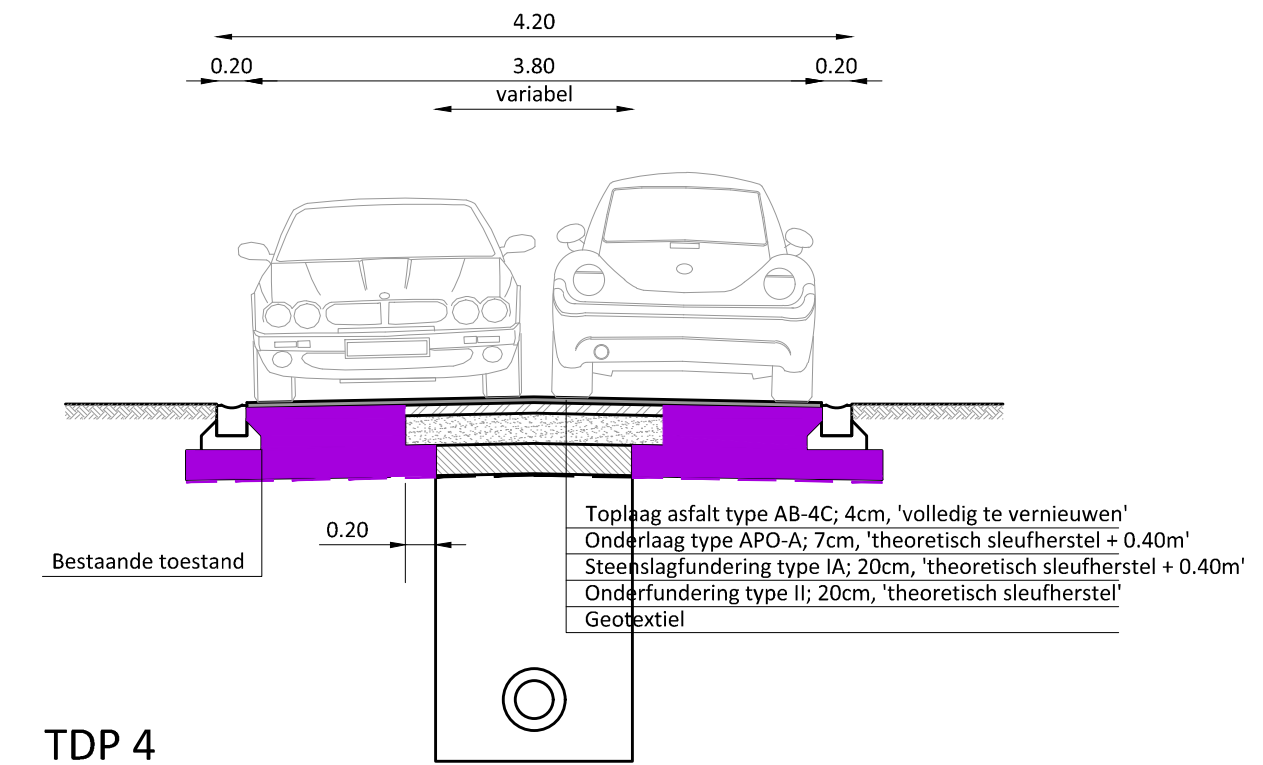 4.20
0.20 3.80 0.20
variabel
Toplaag asfalt type AB-4C; 4cm, 'volledig te vernieuwen'
Onderlaag type APO-A; 7cm, 'theoretisch sleufherstel + 0.40m'
Steenslagfundering type IA; 20cm, 'theoretisch sleufherstel + 0.40m'
Onderfundering type II; 20cm, 'theoretisch sleufherstel'
Geotextiel
0.20
Bestaande toestand
TDP 4